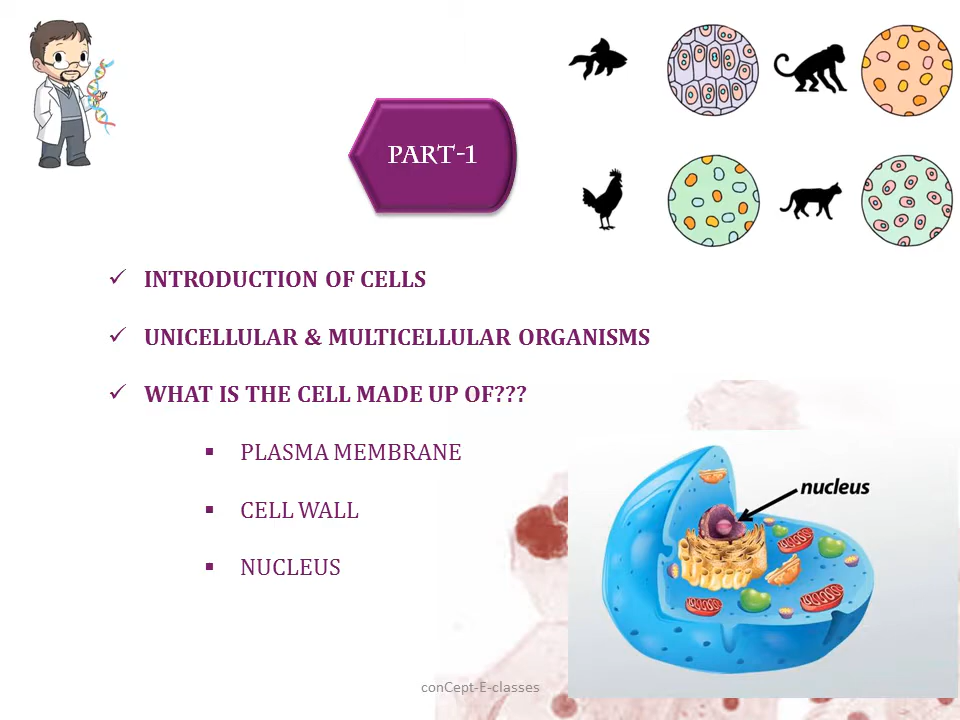 PART-1
INTRODUCTION OF CELLS
UNICELLULAR & MULTICELLULAR ORGANISMS
WHAT IS THE CELL MADE UP OF???
PLASMA MEMBRANE
CELL WALL
NUCLEUS
nucleus
conCept-E-classes